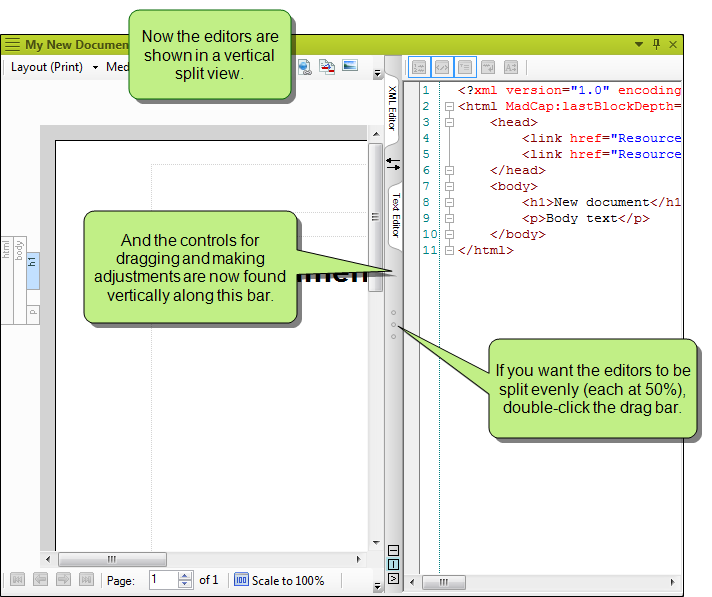 My New Documen
Now the editors are
shown in a vertical
split view.
Layout (Print)
Med
XML Editor
Text Editor
1 <?xml version="1.0" encoding
2 <html MadCap:lastBlockDepth=
3 <head>
4 <link href="Resource
5 <link href="Resource
6 </head>
7 <body>
8 <h1>New document</h1
9 <p>Body text</p>
10 </body>
11 </html>
html
body
h1
p
And the controls for
dragging and making
adjustments are now found
vertically along this bar.
If you want the editors to be
split evenly (each at 50%),
double-click the drag bar.
Page: 1 of 1 100 Scale to 100%